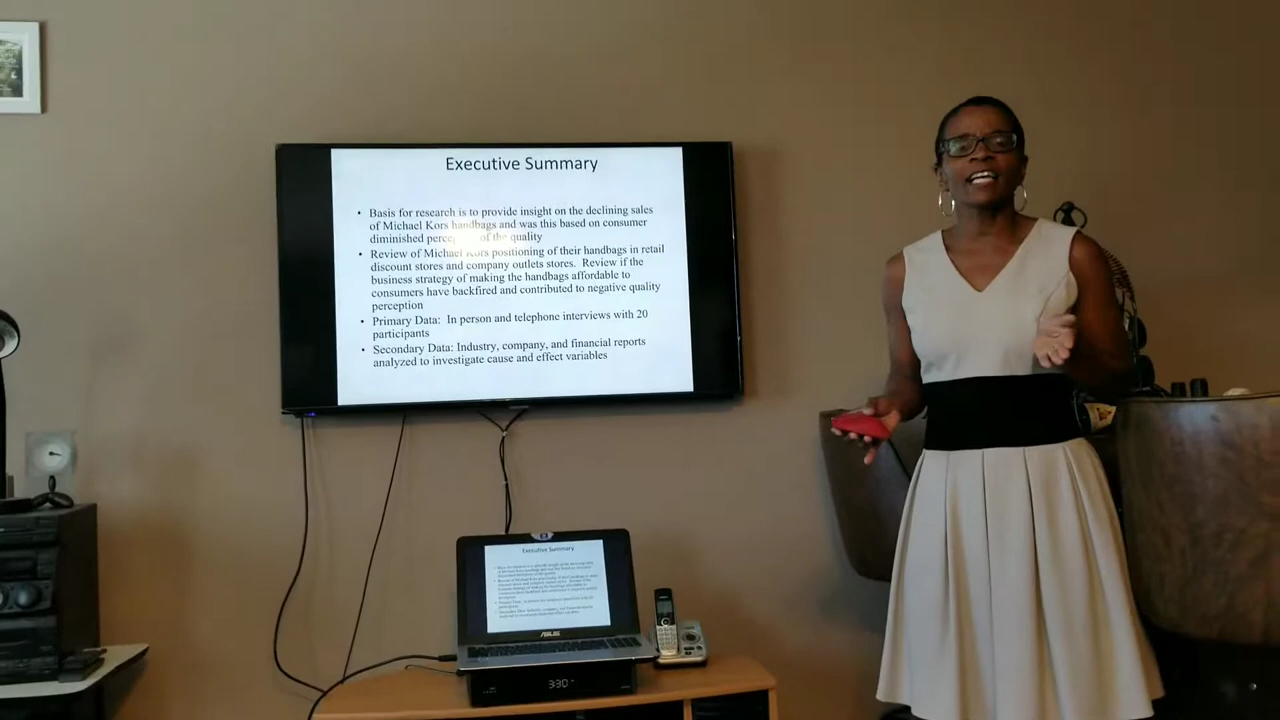 Executive Summary
• Basis for research is to provide insight on the declining sales
of Michael Kors handbags and was this based on consumer
diminished of the quality
• Review of Michael Kors positioning of their handbags in retail
discount stores and company outlets stores. Review if the
business strategy of making the handbags affordable to
consumers have backfired and contributed to negative quality
perception
• Primary Data: In person and telephone interviews with 20
participants
• Secondary Data: Industry, company, and financial reports
analyzed to investigate cause and effect variables
Executive Summary
ASUS
3:30